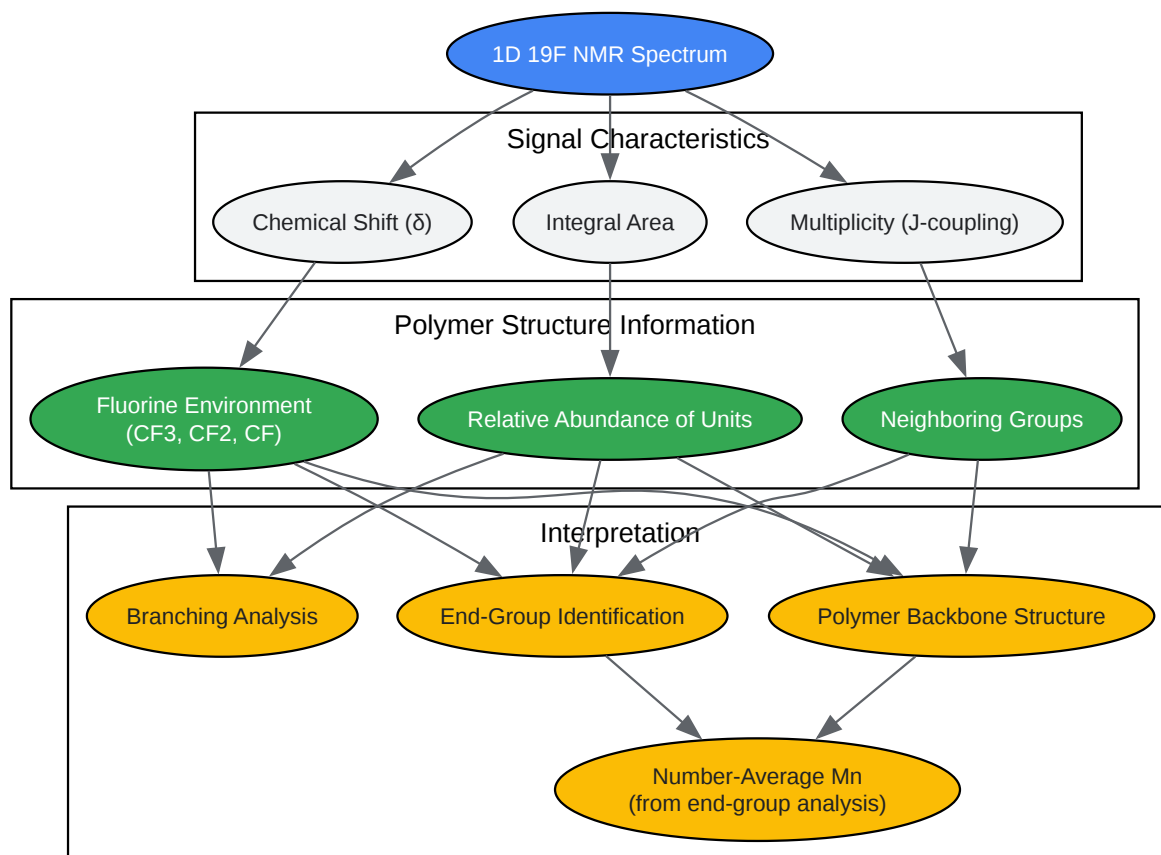 1D 19F NMR Spectrum
Signal Characteristics
Chemical Shift (δ)
Integral Area
Multiplicity (J-coupling)
Polymer Structure Information
Fluorine Environment
(CF3, CF2, CF)
Relative Abundance of Units
Neighboring Groups
Interpretation
Branching Analysis
End-Group Identification
Polymer Backbone Structure
Number-Average Mn
(from end-group analysis)